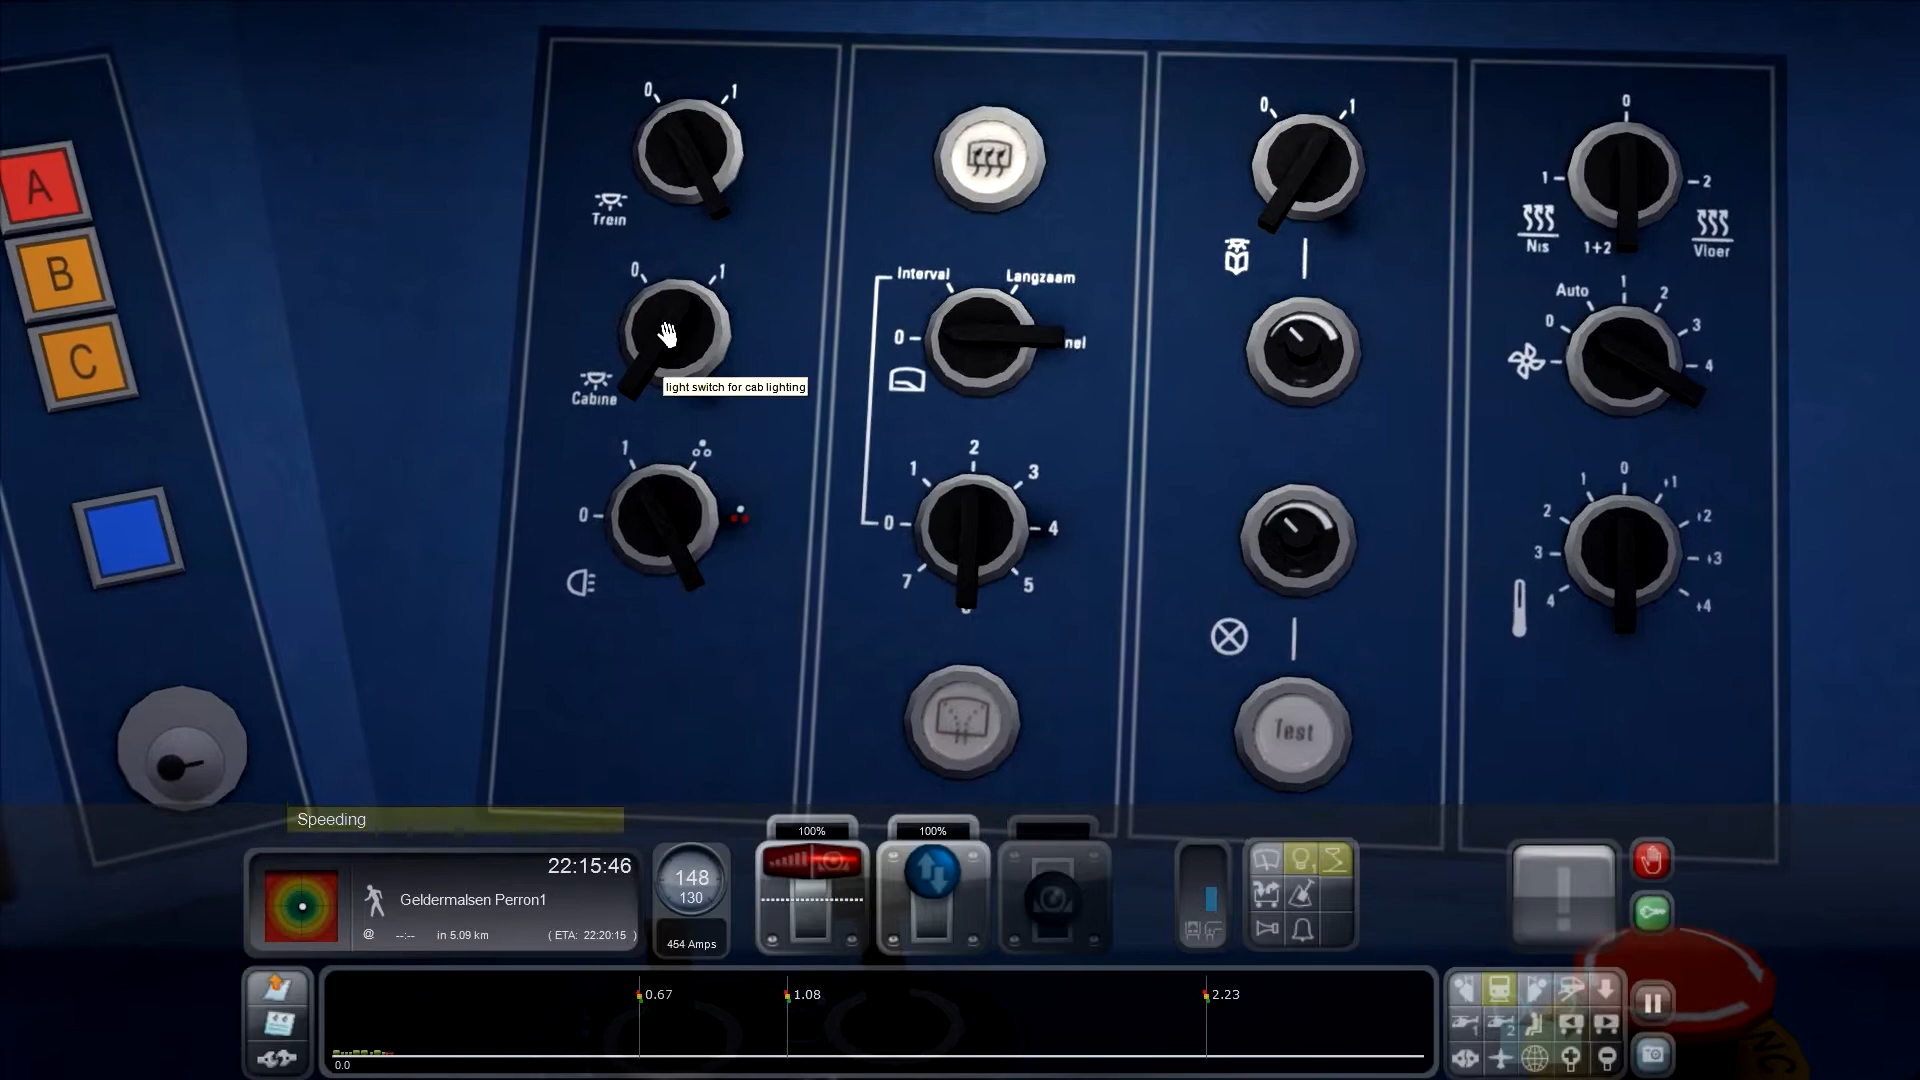 0 1
0 1
0
A
1
2
Trein
Nis
1+2
Vloer
B
0 1
Interval
Langzaam
Auto
1
2
0
3
0
nel
4
C
light switch for cab lighting
Cabine
1
2
1
3
0
1
+1
2
+2
0
0
4
3
+3
7
5
4
+4
Test
Speeding
100%
100%
22:15:46
148
130
Geldermalsen Perron1
@ --:-- in 5.09 km ( ETA: 22:20:15 )
454 Amps
0.67
1.08
2.23
0.0
1
2